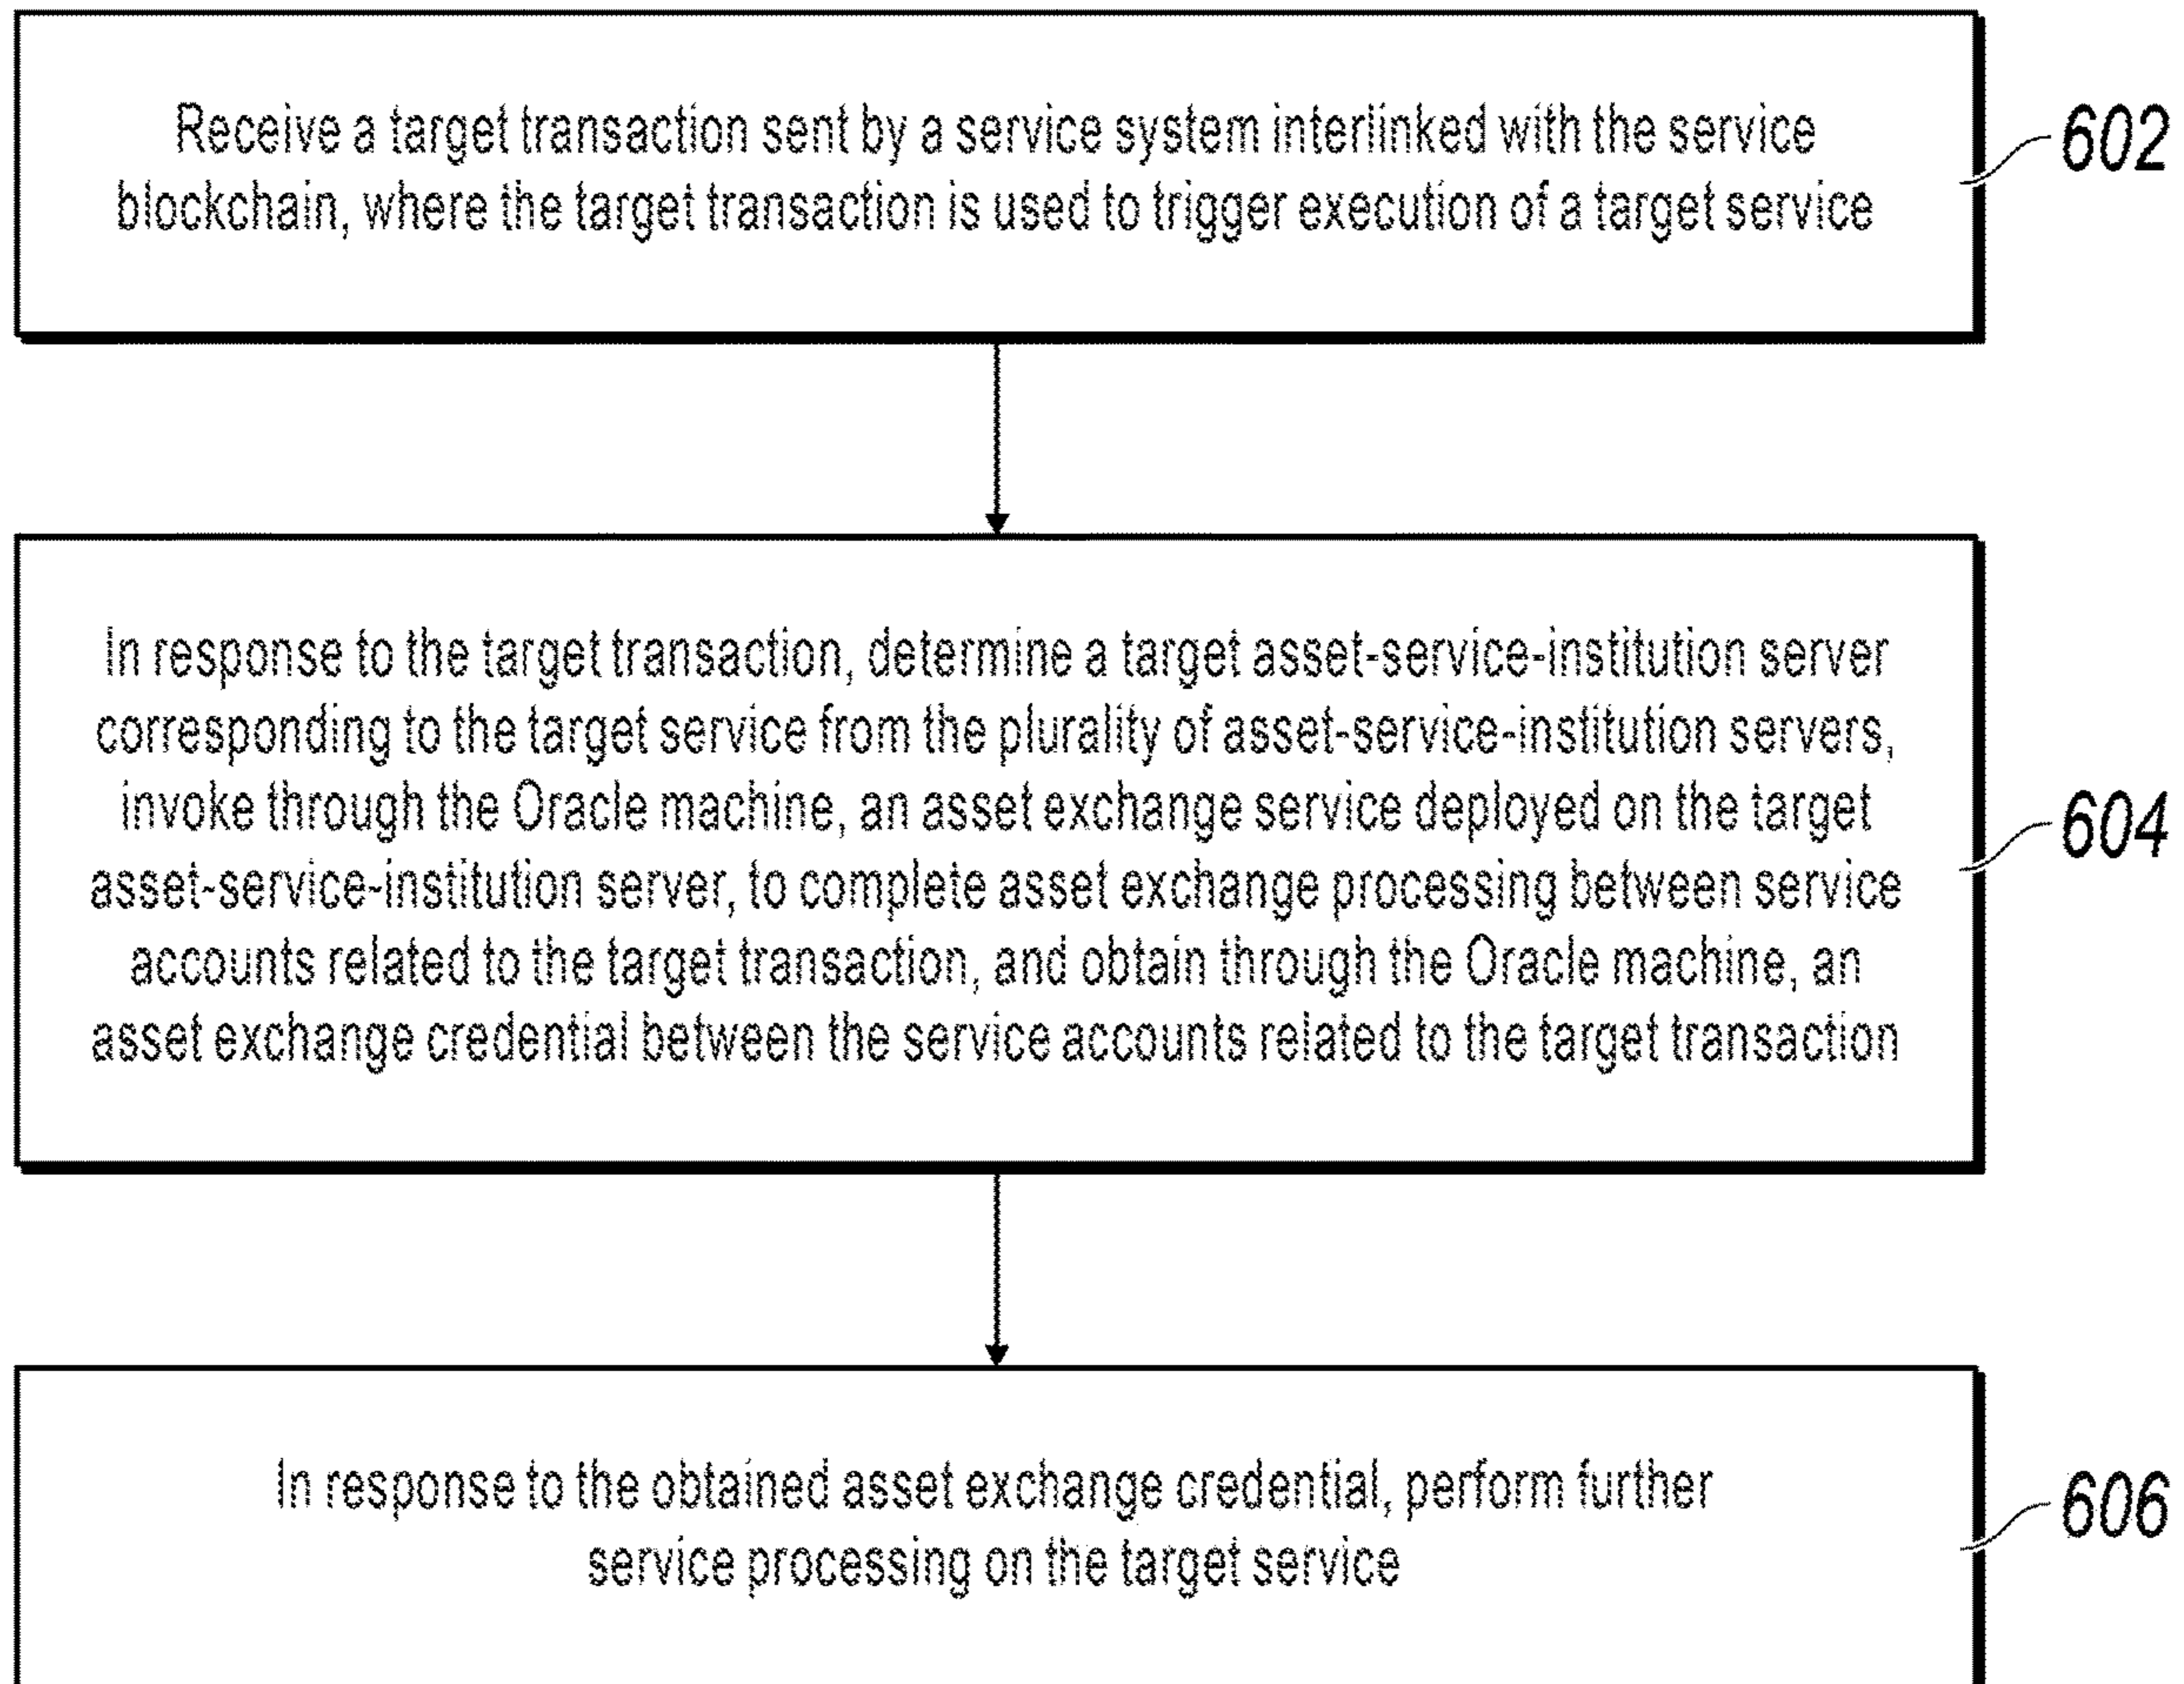 Receive a target transaction sent by a service system interlinked with the service
blockchain, where the target transaction is used to trigger execution of a target service
602
In response to the target transaction, determine a target asset-service-institution server
corresponding to the target service from the plurality of asset-service-institution servers,
invoke through the Oracle machine, an asset exchange service deployed on the target
asset-service-institution server, to complete asset exchange processing between service
accounts related to the target transaction, and obtain through the Oracle machine, an
asset exchange credential between the service accounts related to the target transaction
604
In response to the obtained asset exchange credential, perform further
service processing on the target service
606